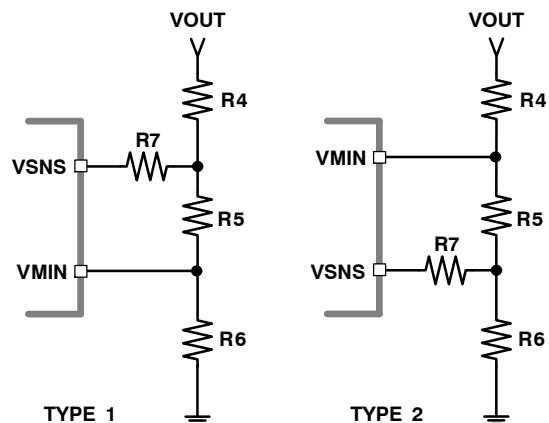 VOUT
R4
R7
VSNS
R5
VMIN
R6
TYPE 1
VOUT
R4
VMIN
R5
R7
VSNS
R6
TYPE 2